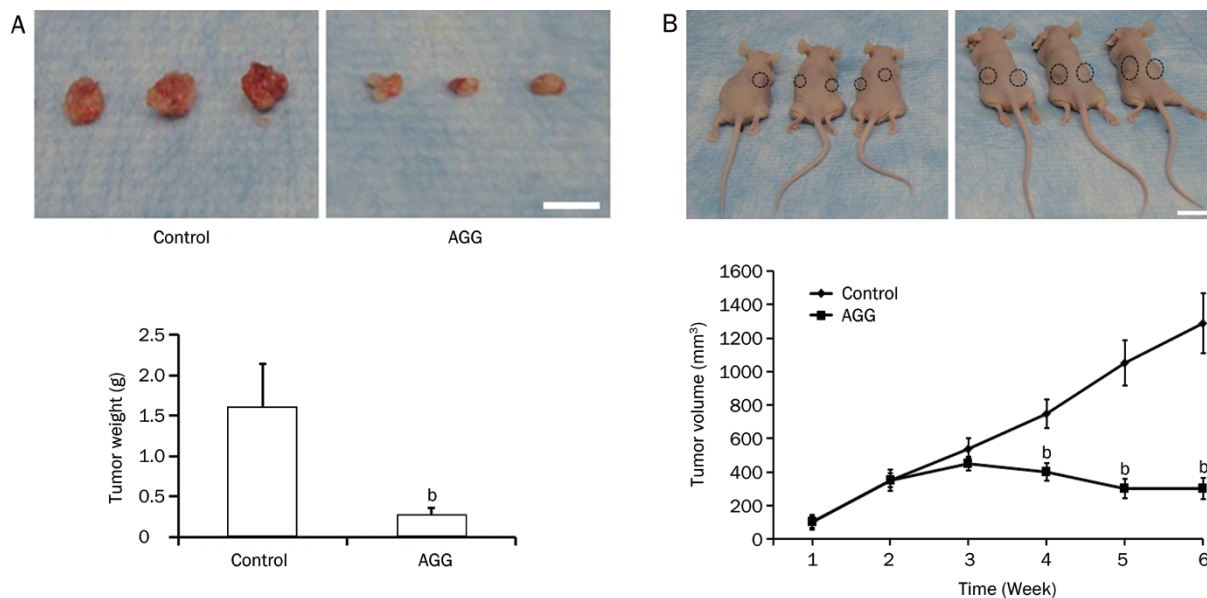 A
Control
AGG
Tumor weight (g)
2.5
2.0
1.5
1.0
0.5
0
b
Control
AGG
B
Tumor volume (mm³)
1600
1400
1200
1000
800
600
400
200
0
Control
AGG
b
b
b
1 2 3 4 5 6
Time (Week)